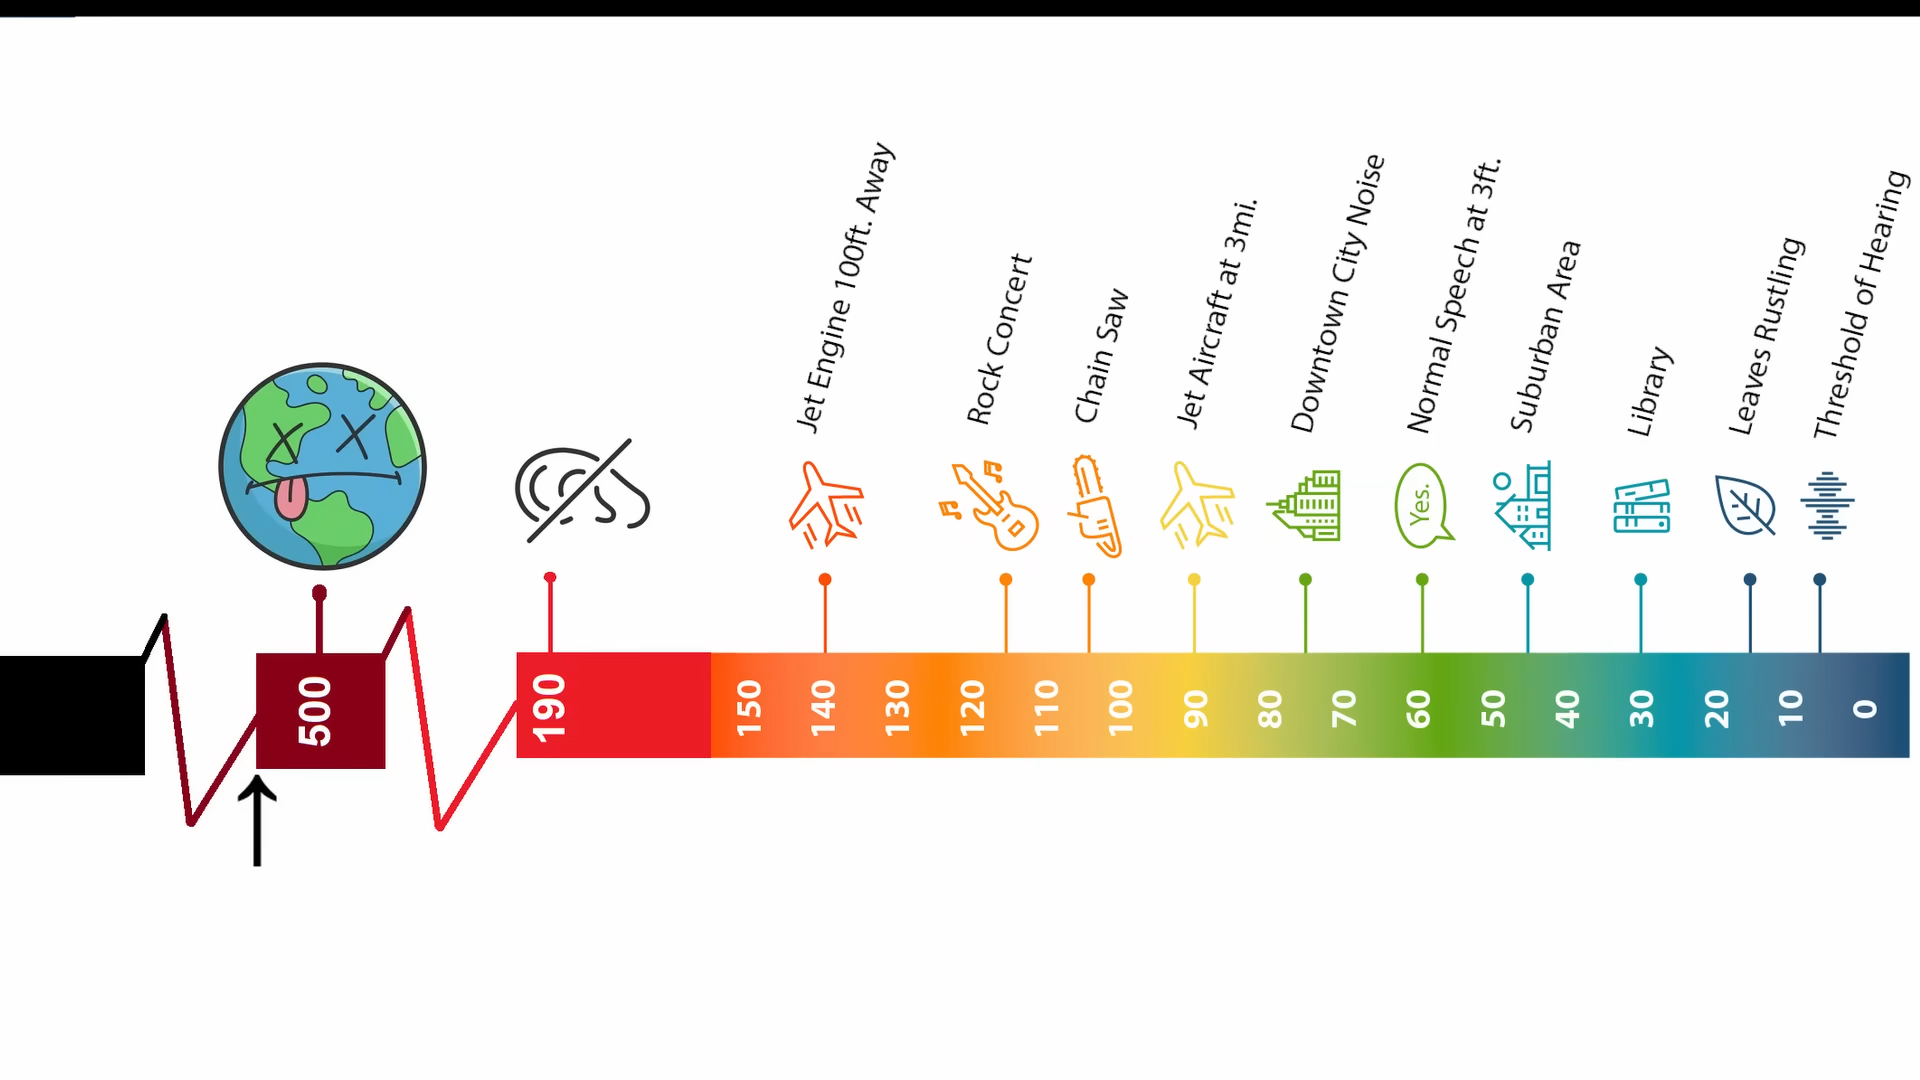 Jet Engine 100ft. Away
Rock Concert
Chain Saw
Jet Aircraft at 3mi.
Downtown City Noise
Normal Speech at 3ft.
Suburban Area
Library
Leaves Rustling
Threshold of Hearing
Yes.
500
190
150
140
130
120
110
100
90
80
70
60
50
40
30
20
10
0